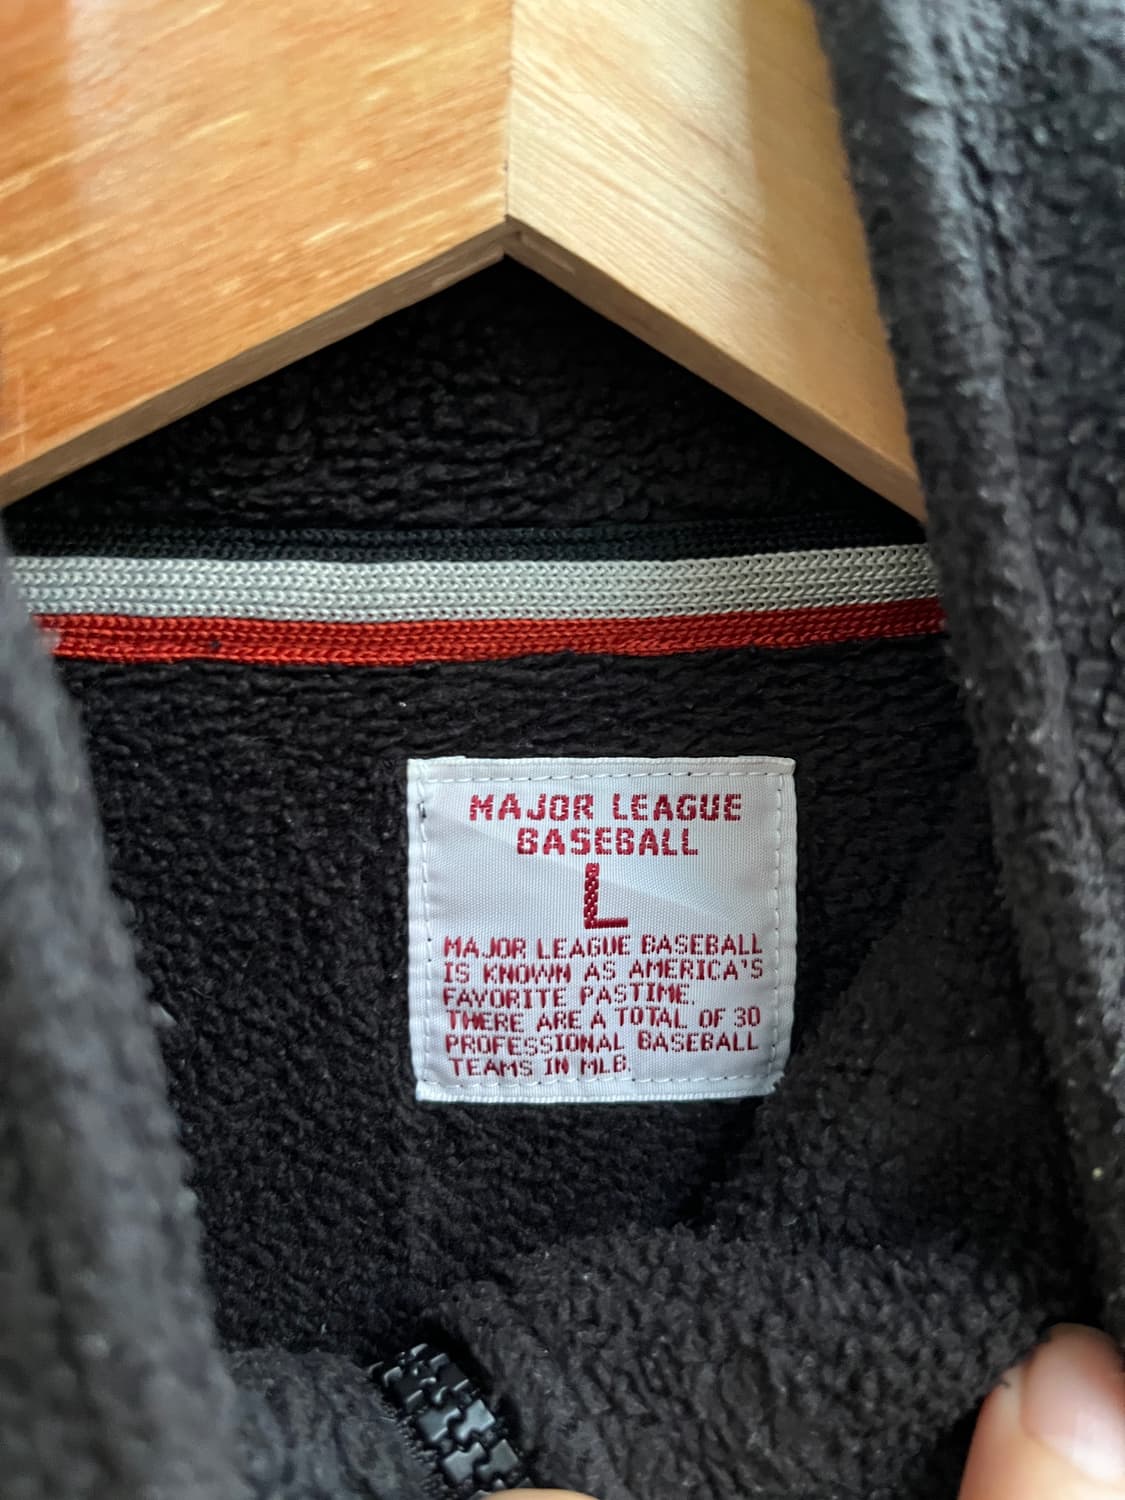 MAJOR LEAGUE
BASEBALL
L
MAJOR LEAGUE BASEBALL
IS KNOWN AS AMERICA'S
FAVORITE PASTIME.
THERE ARE A TOTAL OF 30
PROFESSIONAL BASEBALL
TEAMS IN MLB.